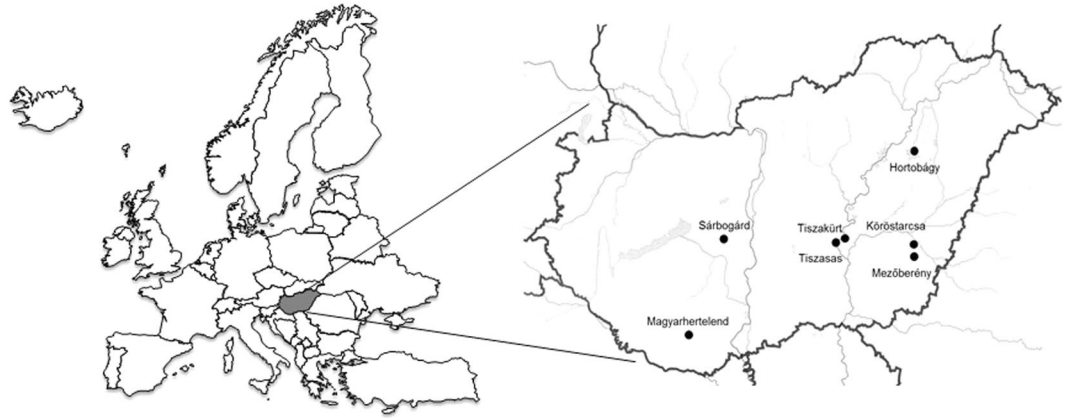 Hortobágy
Sárbogárd
Tiszakürt
Köröstarcsa
Tiszasas
Mezőberény
Magyarhertelend